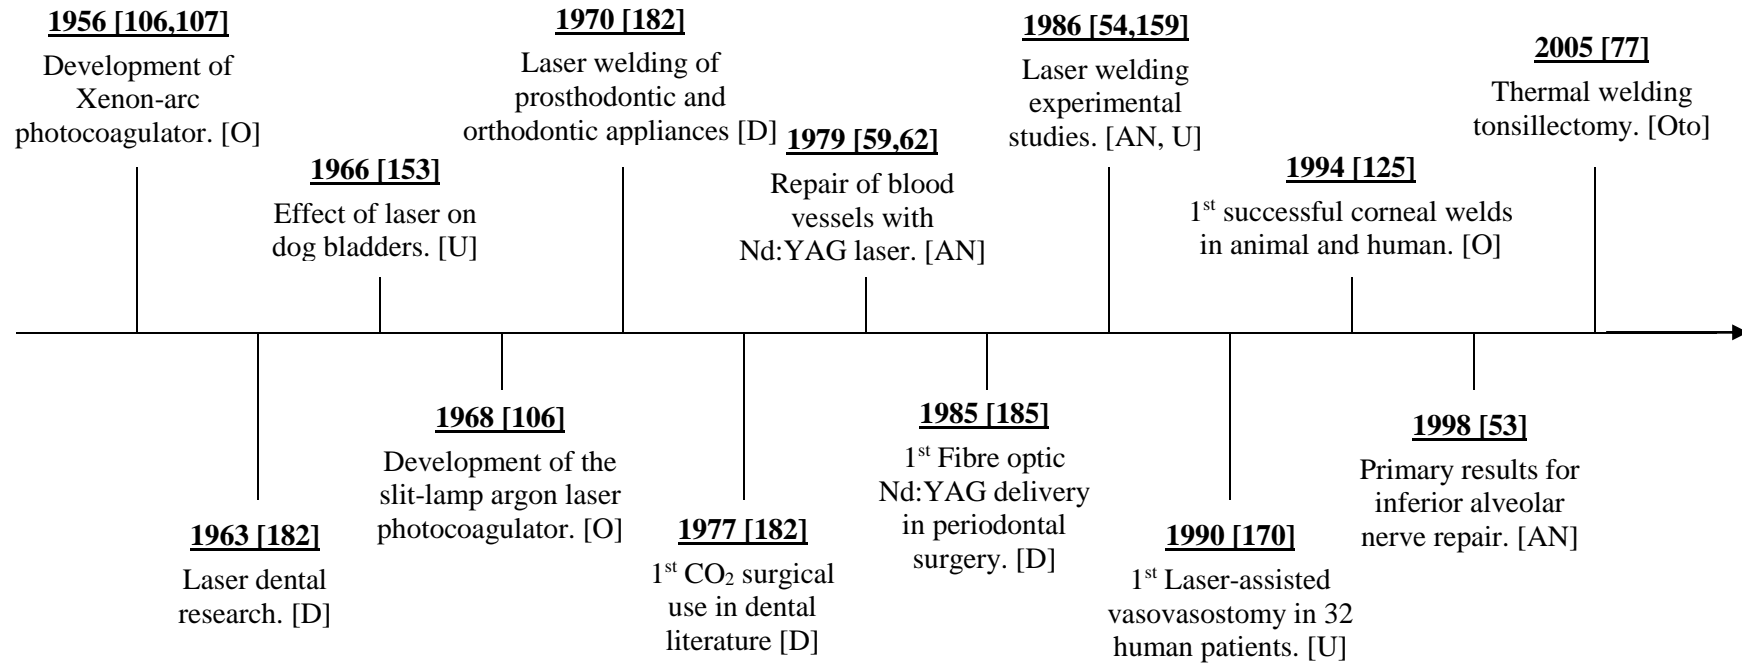 1956 [106,107]
Development of
Xenon-arc
photocoagulator. [O]
1963 [182]
Laser dental
research. [D]
1966 [153]
Effect of laser on
dog bladders. [U]
1968 [106]
Development of the
slit-lamp argon laser
photocoagulator. [O]
1970 [182]
Laser welding of
prosthodontic and
orthodontic appliances [D]
1977 [182]
1st CO2 surgical
use in dental
literature [D]
1979 [59,62]
Repair of blood
vessels with
Nd:YAG laser. [AN]
1985 [185]
1st Fibre optic
Nd:YAG delivery
in periodontal
surgery. [D]
1986 [54,159]
Laser welding
experimental
studies. [AN, U]
1990 [170]
1st Laser-assisted
vasovasostomy in 32
human patients. [U]
1994 [125]
1st successful corneal welds
in animal and human. [O]
1998 [53]
Primary results for
inferior alveolar
nerve repair. [AN]
2005 [77]
Thermal welding
tonsillectomy. [Oto]